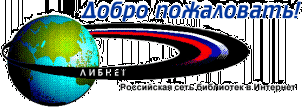 Добро пожаловать!
ЛИБНЕТ
Российская сеть библиотек в Интернет!